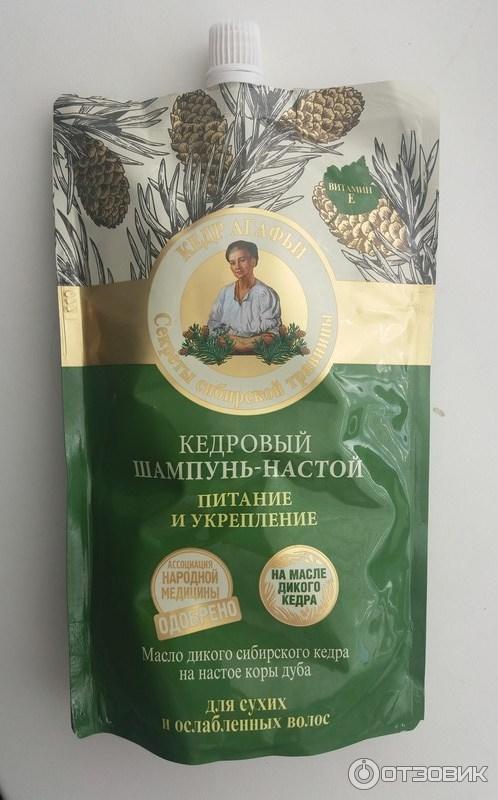 ВИТАМИН
Е
КЕДР АГАФЬИ
Секреты сибирской травницы
КЕДРОВЫЙ
ШАМПУНЬ-НАСТОЙ
ПИТАНИЕ
И УКРЕПЛЕНИЕ
АССОЦИАЦИЯ
НАРОДНОЙ
МЕДИЦИНЫ
ОДОБРЕНО
НА МАСЛЕ
ДИКОГО
КЕДРА
Масло дикого сибирского кедра
на настое коры дуба
для сухих
и ослабленных волос
ОТЗОВИК